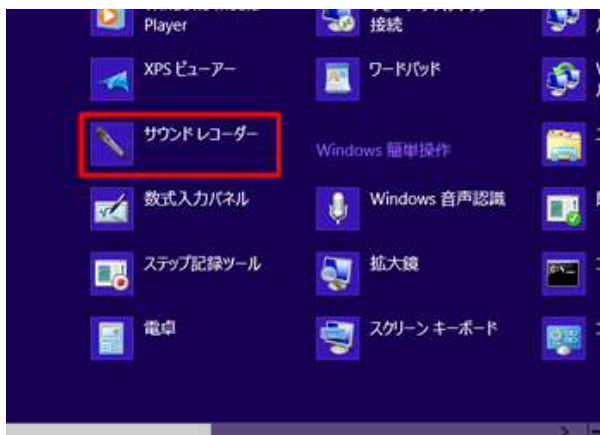 Player
XPS ビューアー
サウンド レコーダー
数式入力パネル
ステップ記録ツール
電卓
接続
ワードパッド
Windows 簡単操作
Windows 音声認識
拡大鏡
スクリーン キーボード